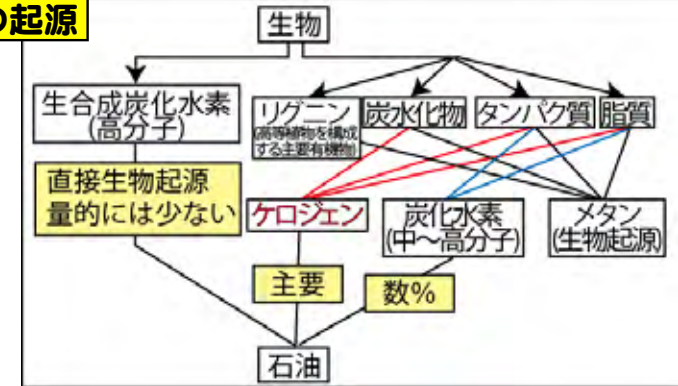 の起源
生物
生合成炭化水素
(高分子)
リグニン
(高等植物を構成
する主要有機物)
炭水化物
タンパク質
脂質
直接生物起源
量的には少ない
ケロジェン
炭化水素
(中～高分子)
メタン
(生物起源)
主要
数%
石油